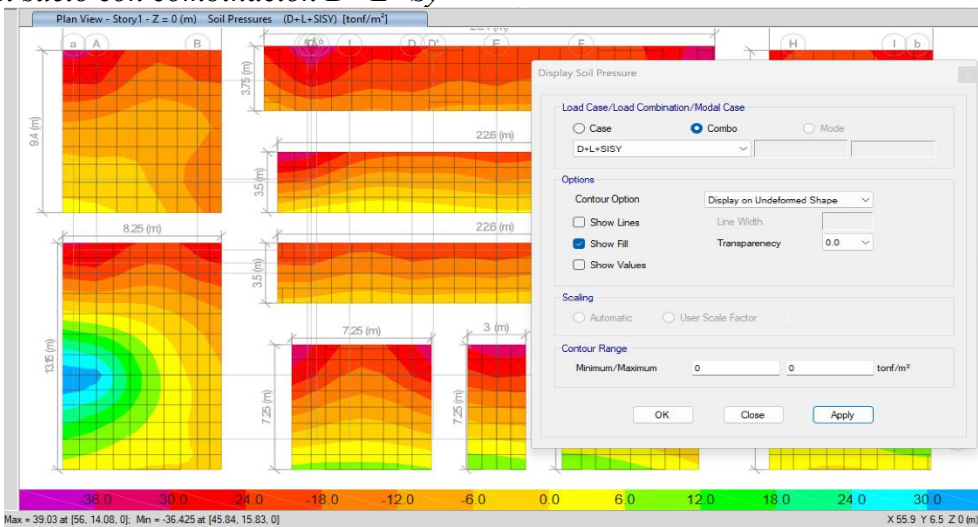 Plan View - Story1 - Z = 0 (m) Soil Pressures (D+L+SISY) [tonf/m²]
a A B D D' E F H I b
3.75 (m)
9.4 (m)
22.6 (m)
3.5 (m)
8.25 (m)
22.6 (m)
3.5 (m)
13.15 (m)
7.25 (m)
3 (m)
7.25 (m)
7.25 (m)
Display Soil Pressure
Load Case/Load Combination/Modal Case
Case Combo Mode
D+L+SISY
Options
Contour Option Display on Undeformed Shape
Show Lines Line Width
Show Fill Transparenecy 0.0
Show Values
Scaling
Automatic User Scale Factor
Contour Range
Minimum/Maximum 0 0 tonf/m²
OK Close Apply
-36.0 -30.0 -24.0 -18.0 -12.0 -6.0 0.0 6.0 12.0 18.0 24.0 30.0
Max = 39.03 at [56, 14.08, 0]; Min = -36.425 at [45.84, 15.83, 0]
X 55.9 Y 6.5 Z 0 (m)